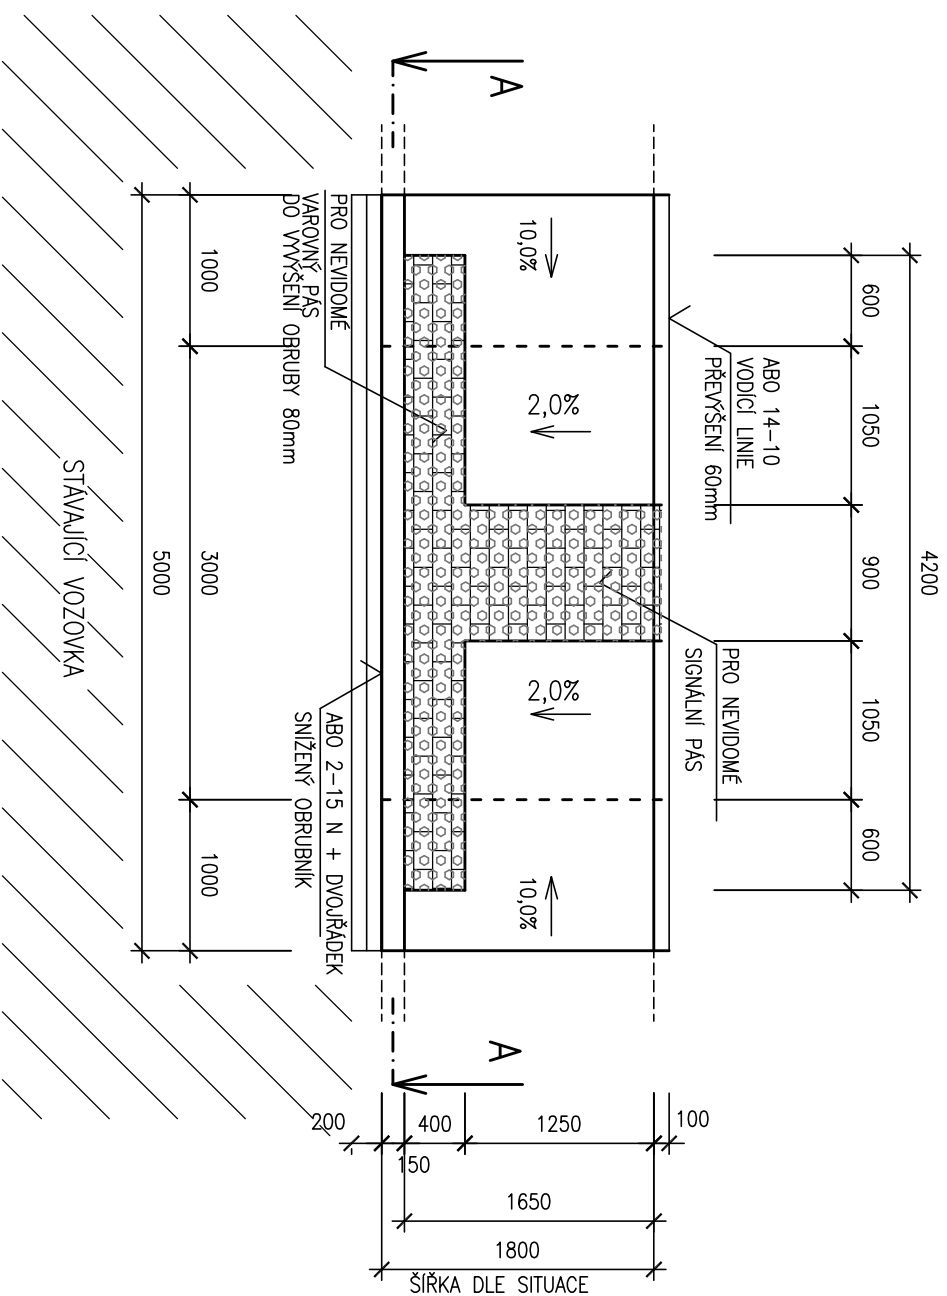 A
PRO NEVIDOMÉ
VAROVNÝ PÁS
DO VÝVÝŠENÍ OBRUBY 80mm
10,0%
ABO 14-10
VODÍCÍ LINIE
PŘEVÝŠENÍ 60mm
2,0%
1000
600
1050
900
4200
3000
5000
STÁVAJÍCÍ VOZOVKA
PRO NEVIDOMÉ
SIGNÁLNÍ PÁS
2,0%
1050
600
ABO 2-15 N + DVOJŘÁDEK
SNÍŽENÝ OBRUBNÍK
10,0%
1000
A
200
400
1250
100
150
1650
1800
ŠÍŘKA DLE SITUACE